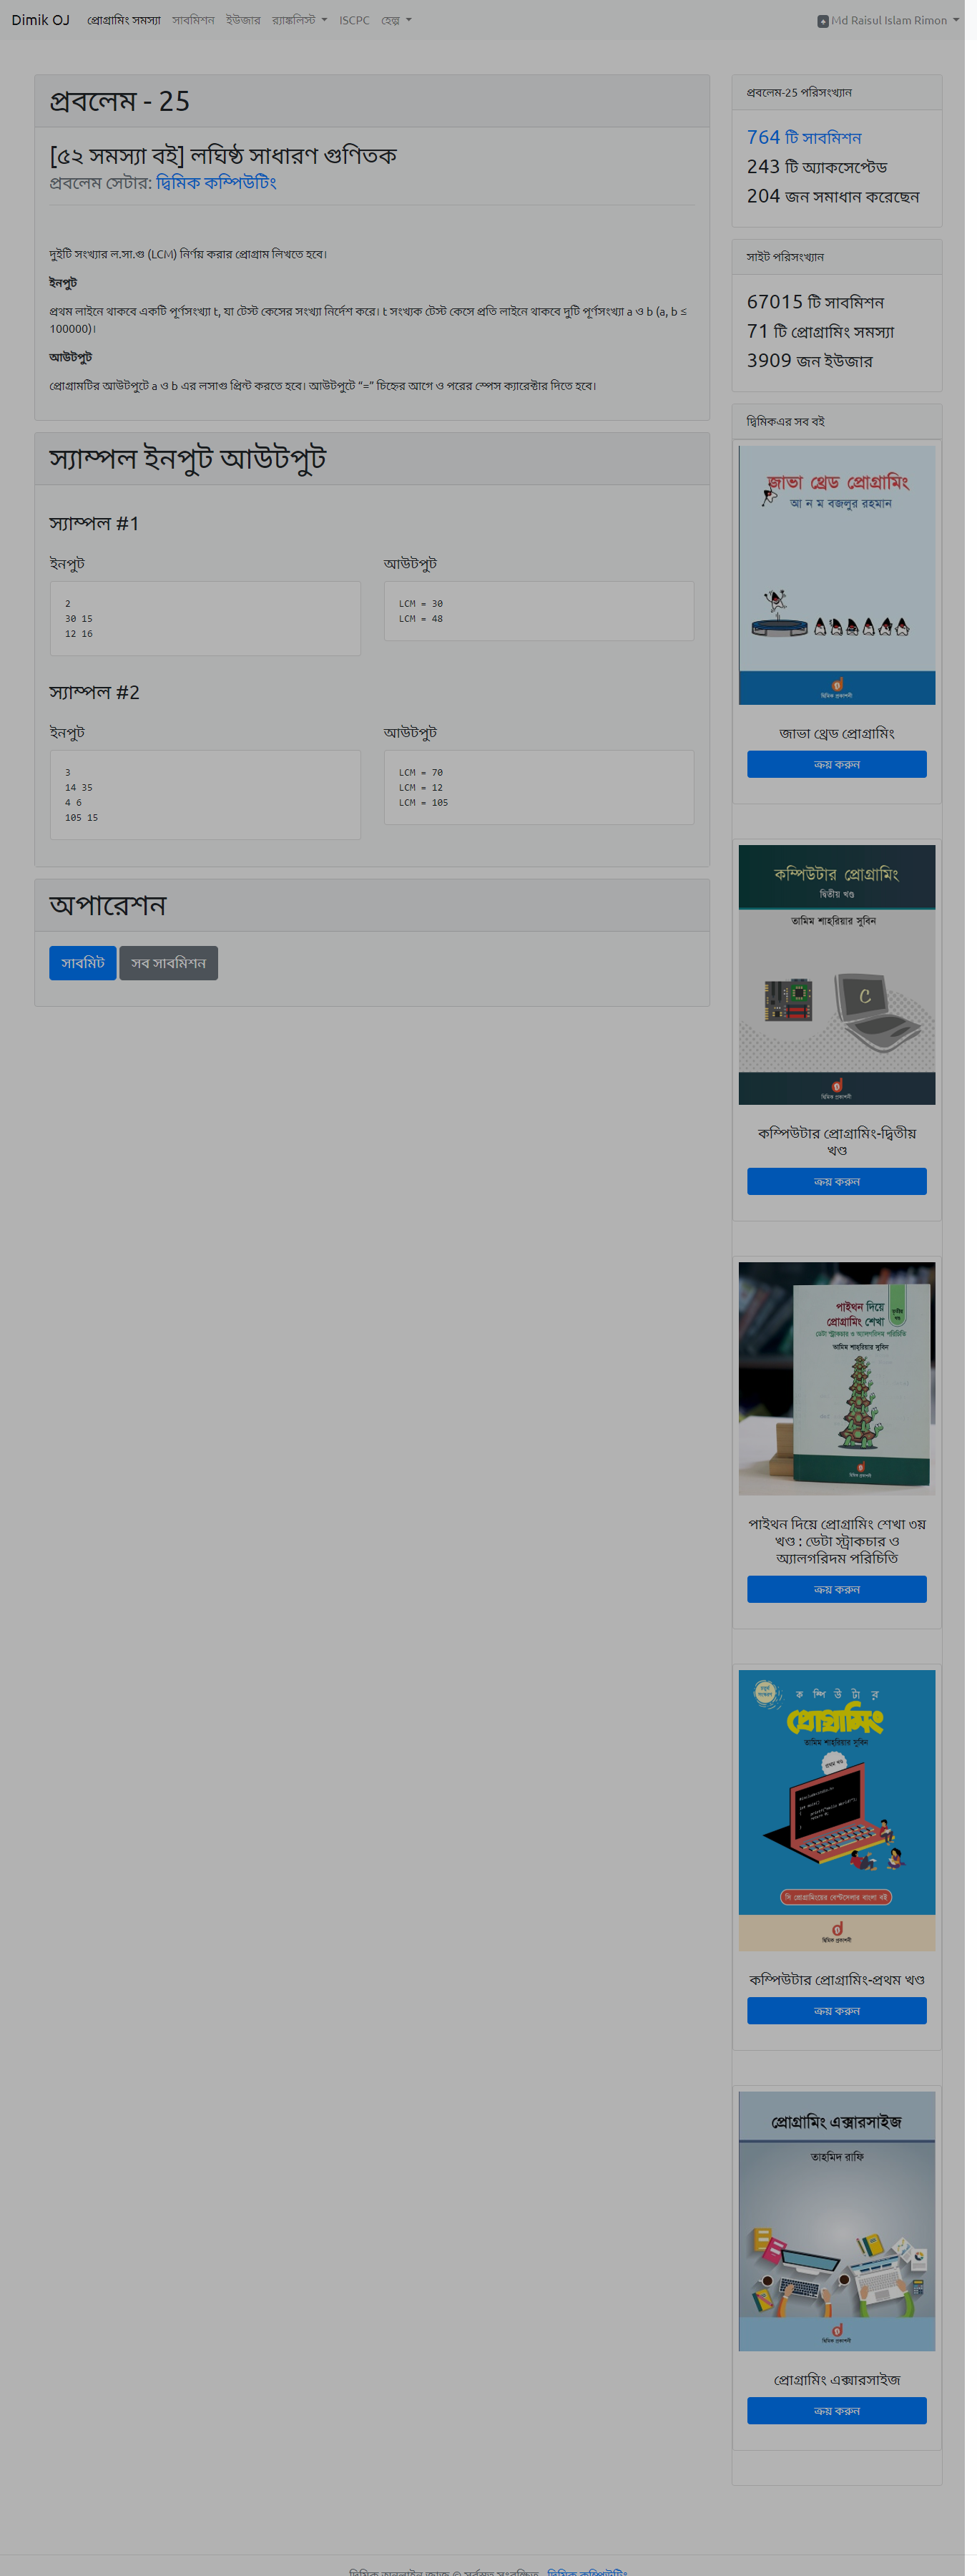 Dimik OJ প্রোগ্রামিং সমস্যা সাবমিশন ইউজার র‍্যাঙ্কলিস্ট ISCPC হেল্প Md Raisul Islam Rimon
প্রবলেম - 25
[৫২ সমস্যা বই] লঘিষ্ঠ সাধারণ গুণিতক
প্রবলেম সেটার: দ্বিমিক কম্পিউটিং
দুইটি সংখ্যার ল.সা.গু (LCM) নির্ণয় করার প্রোগ্রাম লিখতে হবে।
ইনপুট
প্রথম লাইনে থাকবে একটি পূর্ণসংখ্যা t, যা টেস্ট কেসের সংখ্যা নির্দেশ করে। t সংখ্যক টেস্ট কেসে প্রতি লাইনে থাকবে দুটি পূর্ণসংখ্যা a ও b (a, b ≤
100000)।
আউটপুট
প্রোগ্রামটির আউটপুটে a ও b এর লসাগু প্রিন্ট করতে হবে। আউটপুটে “=” চিহ্নের আগে ও পরের স্পেস ক্যারেক্টার দিতে হবে।
স্যাম্পল ইনপুট আউটপুট
স্যাম্পল #1
ইনপুট
2
30 15
12 16
আউটপুট
LCM = 30
LCM = 48
স্যাম্পল #2
ইনপুট
3
14 35
4 6
105 15
আউটপুট
LCM = 70
LCM = 12
LCM = 105
অপারেশন
সাবমিট সব সাবমিশন
প্রবলেম-25 পরিসংখ্যান
764 টি সাবমিশন
243 টি অ্যাকসেপ্টেড
204 জন সমাধান করেছেন
সাইট পরিসংখ্যান
67015 টি সাবমিশন
71 টি প্রোগ্রামিং সমস্যা
3909 জন ইউজার
দ্বিমিকএর সব বই
জাভা থ্রেড প্রোগ্রামিং
আ ন ম বজলুর রহমান
দ্বিমিক প্রকাশনী
জাভা থ্রেড প্রোগ্রামিং
ক্রয় করুন
কম্পিউটার প্রোগ্রামিং
দ্বিতীয় খণ্ড
তামিম শাহরিয়ার সুবিন
C
দ্বিমিক প্রকাশনী
কম্পিউটার প্রোগ্রামিং-দ্বিতীয়
খণ্ড
ক্রয় করুন
পাইথন দিয়ে
প্রোগ্রামিং শেখা
তৃতীয়
খণ্ড
ডেটা স্ট্রাকচার ও অ্যালগরিদম পরিচিতি
তামিম শাহরিয়ার সুবিন
দ্বিমিক প্রকাশনী
পাইথন দিয়ে প্রোগ্রামিং শেখা ৩য়
খণ্ড : ডেটা স্ট্রাকচার ও
অ্যালগরিদম পরিচিতি
ক্রয় করুন
কম্পিউটার
প্রোগ্রামিং
তামিম শাহরিয়ার সুবিন
প্রথম খণ্ড
সি প্রোগ্রামিংয়ের বেস্টসেলার বাংলা বই
দ্বিমিক প্রকাশনী
কম্পিউটার প্রোগ্রামিং-প্রথম খণ্ড
ক্রয় করুন
প্রোগ্রামিং এক্সারসাইজ
তাহমিদ রাফি
দ্বিমিক প্রকাশনী
প্রোগ্রামিং এক্সারসাইজ
ক্রয় করুন
দ্বিমিক অনলাইন জাজ © সর্বস্বত্ব সংরক্ষিত দ্বিমিক কম্পিউটিং